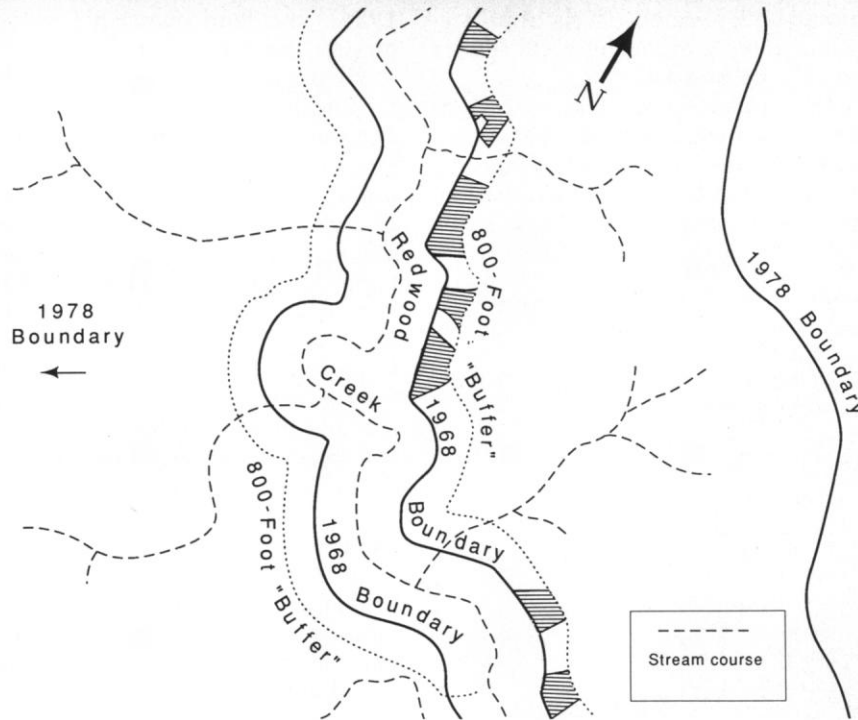 N
Redwood
Creek
800-Foot "Buffer"
1968 Boundary
1978 Boundary
1978
Boundary
800-Foot "Buffer"
1968 Boundary
Stream course